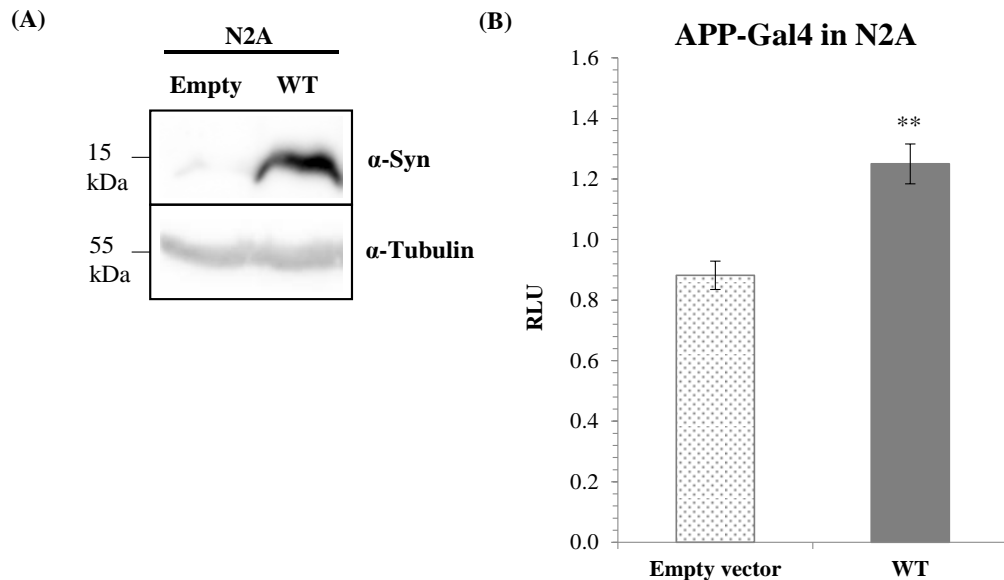 (A)
N2A
Empty WT
15
kDa
α-Syn
55
kDa
α-Tubulin
(B)
APP-Gal4 in N2A
RLU
1.6
1.4
1.2
1.0
0.8
0.6
0.4
0.2
0.0
**
Empty vector WT